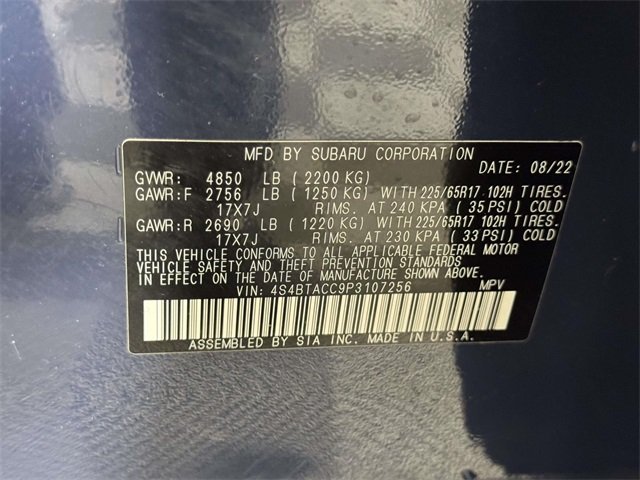 MFD BY SUBARU CORPORATION DATE: 08/22
GVWR: 4850 LB (2200 KG)
GAWR:F 2756 LB (1250 KG) WITH 225/65R17 102H TIRES.
17X7J RIMS. AT 240 KPA (35 PSI) COLD
GAWR:R 2690 LB (1220 KG) WITH 225/65R17 102H TIRES.
17X7J RIMS. AT 230 KPA (33 PSI) COLD
THIS VEHICLE CONFORMS TO ALL APPLICABLE FEDERAL MOTOR
VEHICLE SAFETY AND THEFT PREVENTION STANDARDS
IN EFFECT ON THE DATE OF MANUFACTURE SHOWN ABOVE.
VIN: 4S4BTACC9P3107256 MPV
ASSEMBLED BY SIA INC. MADE IN U.S.A.